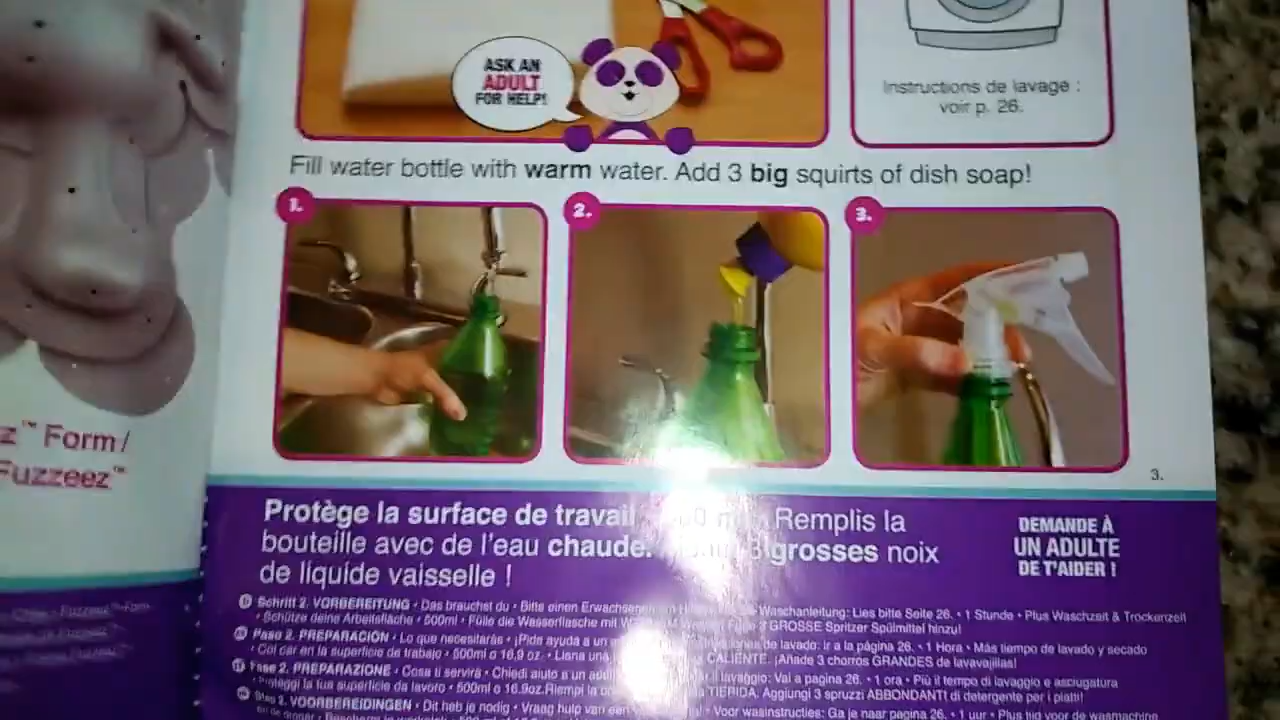 ASK AN
ADULT
FOR HELP!
Instructions de lavage :
voir p. 26.
Fill water bottle with warm water. Add 3 big squirts of dish soap!
1.
2.
3.
z™ Form /
Fuzzeez™
3.
Protège la surface de travail Remplis la
bouteille avec de l'eau chaude. grosses noix
de liquide vaisselle !
DEMANDE À
UN ADULTE
DE T'AIDER !
Schritt 2. VORBEREITUNG • Das brauchst du • Bitte einen Erwachsenen Waschanleitung: Lies bitte Seite 26. • 1 Stunde • Plus Waschzeit & Trockenzeit
• Schütze deine Arbeitsfläche • 500ml • Fülle die Wasserflasche mit GROSSE Spritzer Spülmittel hinzu!
Paso 2. PREPARACIÓN • Lo que necesitarás • ¡Pide ayuda a un de lavado: ir a la página 26. • 1 Hora • Más tiempo de lavado y secado
en la superficie de trabajo • 500ml o 16,9 oz. • Llena una CALIENTE. ¡Añade 3 chorros GRANDES de lavavajillas!
Fase 2. PREPARAZIONE • Cosa ti servirà • Chiedi aiuto a un lavaggio: Vai a pagina 26. • 1 ora • Più il tempo di lavaggio e asciugatura
la tua superficie da lavoro • 500ml o 16.9oz. Riempi la TIEPIDA. Aggiungi 3 spruzzi ABBONDANTI di detergente per i piatti!
2. VOORBEREIDINGEN • Dit heb je nodig • Vraag hulp van • Voor wasinstructies: Ga je naar pagina 26. • 1 uur • Plus tijd voor de wasmachine